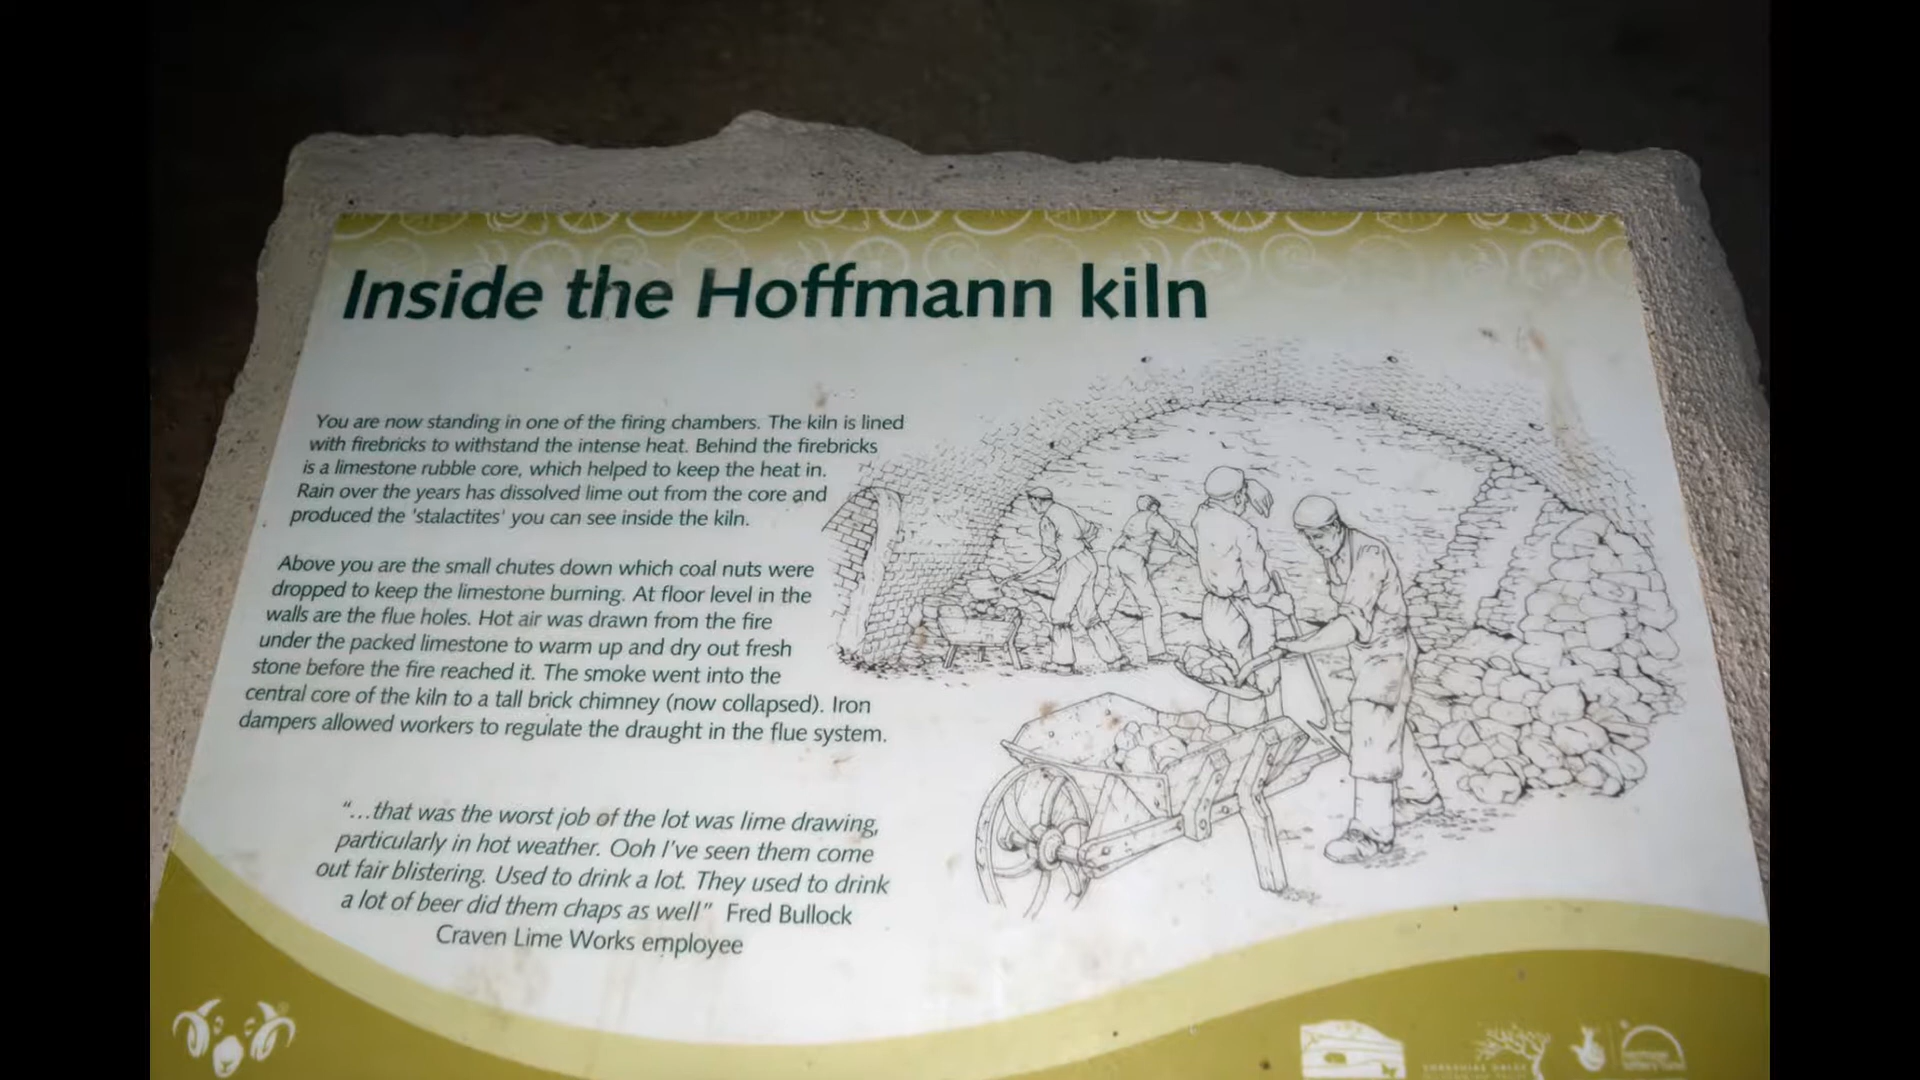 Inside the Hoffmann kiln
You are now standing in one of the firing chambers. The kiln is lined
with firebricks to withstand the intense heat. Behind the firebricks
is a limestone rubble core, which helped to keep the heat in.
Rain over the years has dissolved lime out from the core and
produced the 'stalactites' you can see inside the kiln.
Above you are the small chutes down which coal nuts were
dropped to keep the limestone burning. At floor level in the
walls are the flue holes. Hot air was drawn from the fire
under the packed limestone to warm up and dry out fresh
stone before the fire reached it. The smoke went into the
central core of the kiln to a tall brick chimney (now collapsed). Iron
dampers allowed workers to regulate the draught in the flue system.
“...that was the worst job of the lot was lime drawing,
particularly in hot weather. Ooh I've seen them come
out fair blistering. Used to drink a lot. They used to drink
a lot of beer did them chaps as well” Fred Bullock
Craven Lime Works employee